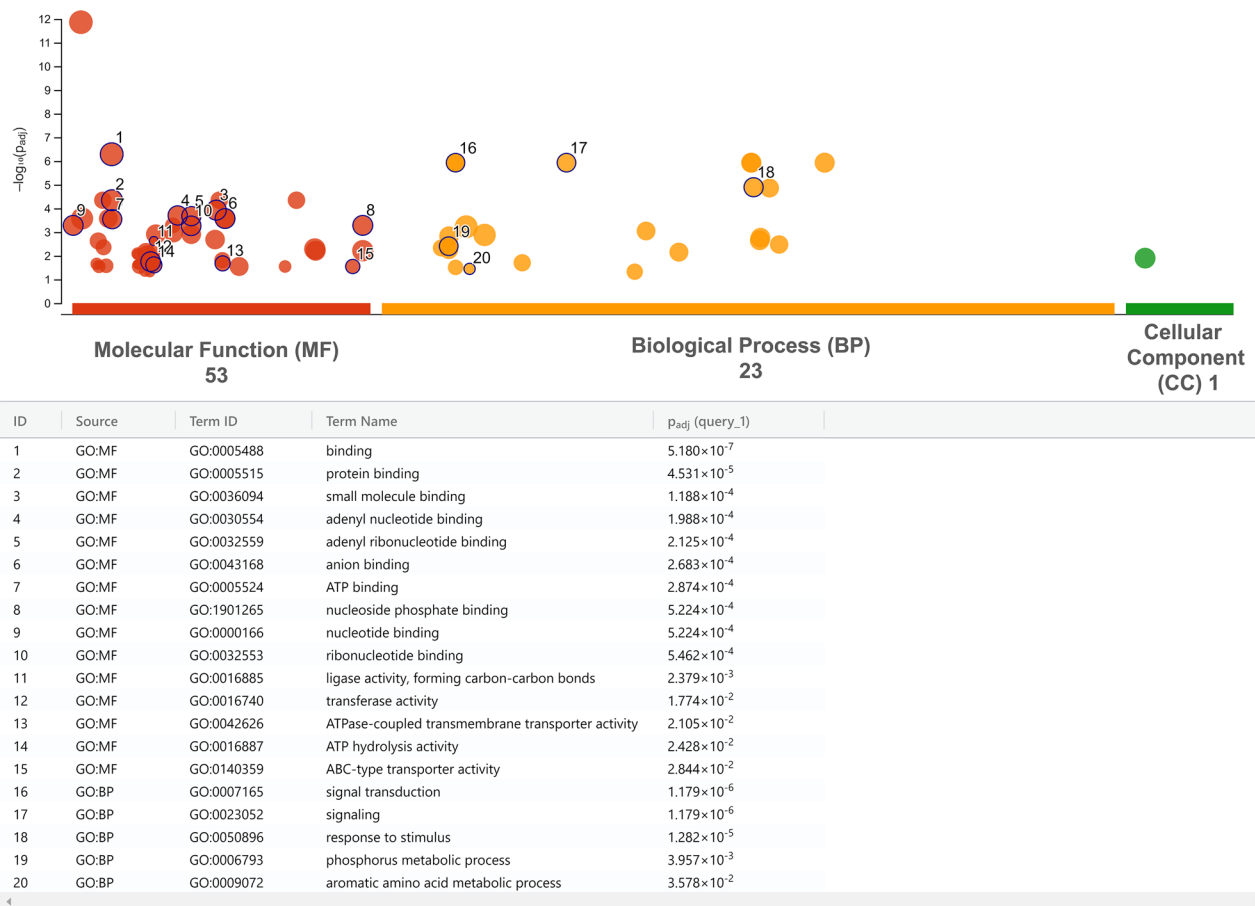 12
11
10
9
8
7
6
5
4
3
2
1
0
−log₁₀(padj)
1
2
7
9
4
5
10
3
6
8
11
12
14
13
15
16
17
18
19
20
Molecular Function (MF)
53
Biological Process (BP)
23
Cellular
Component
(CC) 1
ID Source Term ID Term Name padj (query_1)
1 GO:MF GO:0005488 binding 5.180×10⁻⁷
2 GO:MF GO:0005515 protein binding 4.531×10⁻⁵
3 GO:MF GO:0036094 small molecule binding 1.188×10⁻⁴
4 GO:MF GO:0030554 adenyl nucleotide binding 1.988×10⁻⁴
5 GO:MF GO:0032559 adenyl ribonucleotide binding 2.125×10⁻⁴
6 GO:MF GO:0043168 anion binding 2.683×10⁻⁴
7 GO:MF GO:0005524 ATP binding 2.874×10⁻⁴
8 GO:MF GO:1901265 nucleoside phosphate binding 5.224×10⁻⁴
9 GO:MF GO:0000166 nucleotide binding 5.224×10⁻⁴
10 GO:MF GO:0032553 ribonucleotide binding 5.462×10⁻⁴
11 GO:MF GO:0016885 ligase activity, forming carbon-carbon bonds 2.379×10⁻³
12 GO:MF GO:0016740 transferase activity 1.774×10⁻²
13 GO:MF GO:0042626 ATPase-coupled transmembrane transporter activity 2.105×10⁻²
14 GO:MF GO:0016887 ATP hydrolysis activity 2.428×10⁻²
15 GO:MF GO:0140359 ABC-type transporter activity 2.844×10⁻²
16 GO:BP GO:0007165 signal transduction 1.179×10⁻⁶
17 GO:BP GO:0023052 signaling 1.179×10⁻⁶
18 GO:BP GO:0050896 response to stimulus 1.282×10⁻⁵
19 GO:BP GO:0006793 phosphorus metabolic process 3.957×10⁻³
20 GO:BP GO:0009072 aromatic amino acid metabolic process 3.578×10⁻²